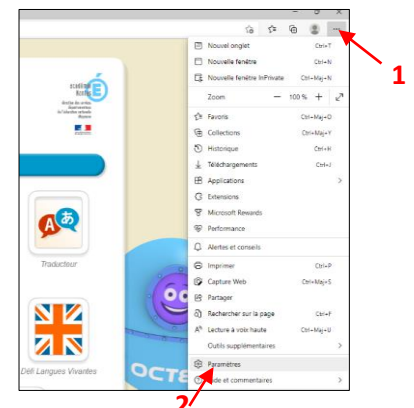 1
Nouvel onglet Ctrl+T
Nouvelle fenêtre Ctrl+N
Nouvelle fenêtre InPrivate Ctrl+Maj+N
Zoom — 100 % +
Favoris Ctrl+Maj+O
Collections Ctrl+Maj+Y
Historique Ctrl+H
Téléchargements Ctrl+J
Applications
Extensions
Microsoft Rewards
Performance
Alertes et conseils
Imprimer Ctrl+P
Capture Web Ctrl+Maj+S
Partager
Rechercher sur la page Ctrl+F
Lecture à voix haute Ctrl+Maj+U
Outils supplémentaires
Paramètres
Aide et commentaires
2
académie
A あ
Traducteur
Défi Langues Vivantes
OCTE